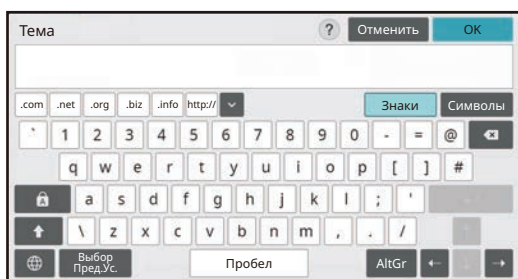 Тема ? Отменить OK
.com .net .org .biz .info http:// Знаки Символы
` 1 2 3 4 5 6 7 8 9 0 - = @
q w e r t y u i o p [ ] #
A a s d f g h j k l ; '
\ z x c v b n m , . /
Выбор
Пред.Ус. Пробел AltGr